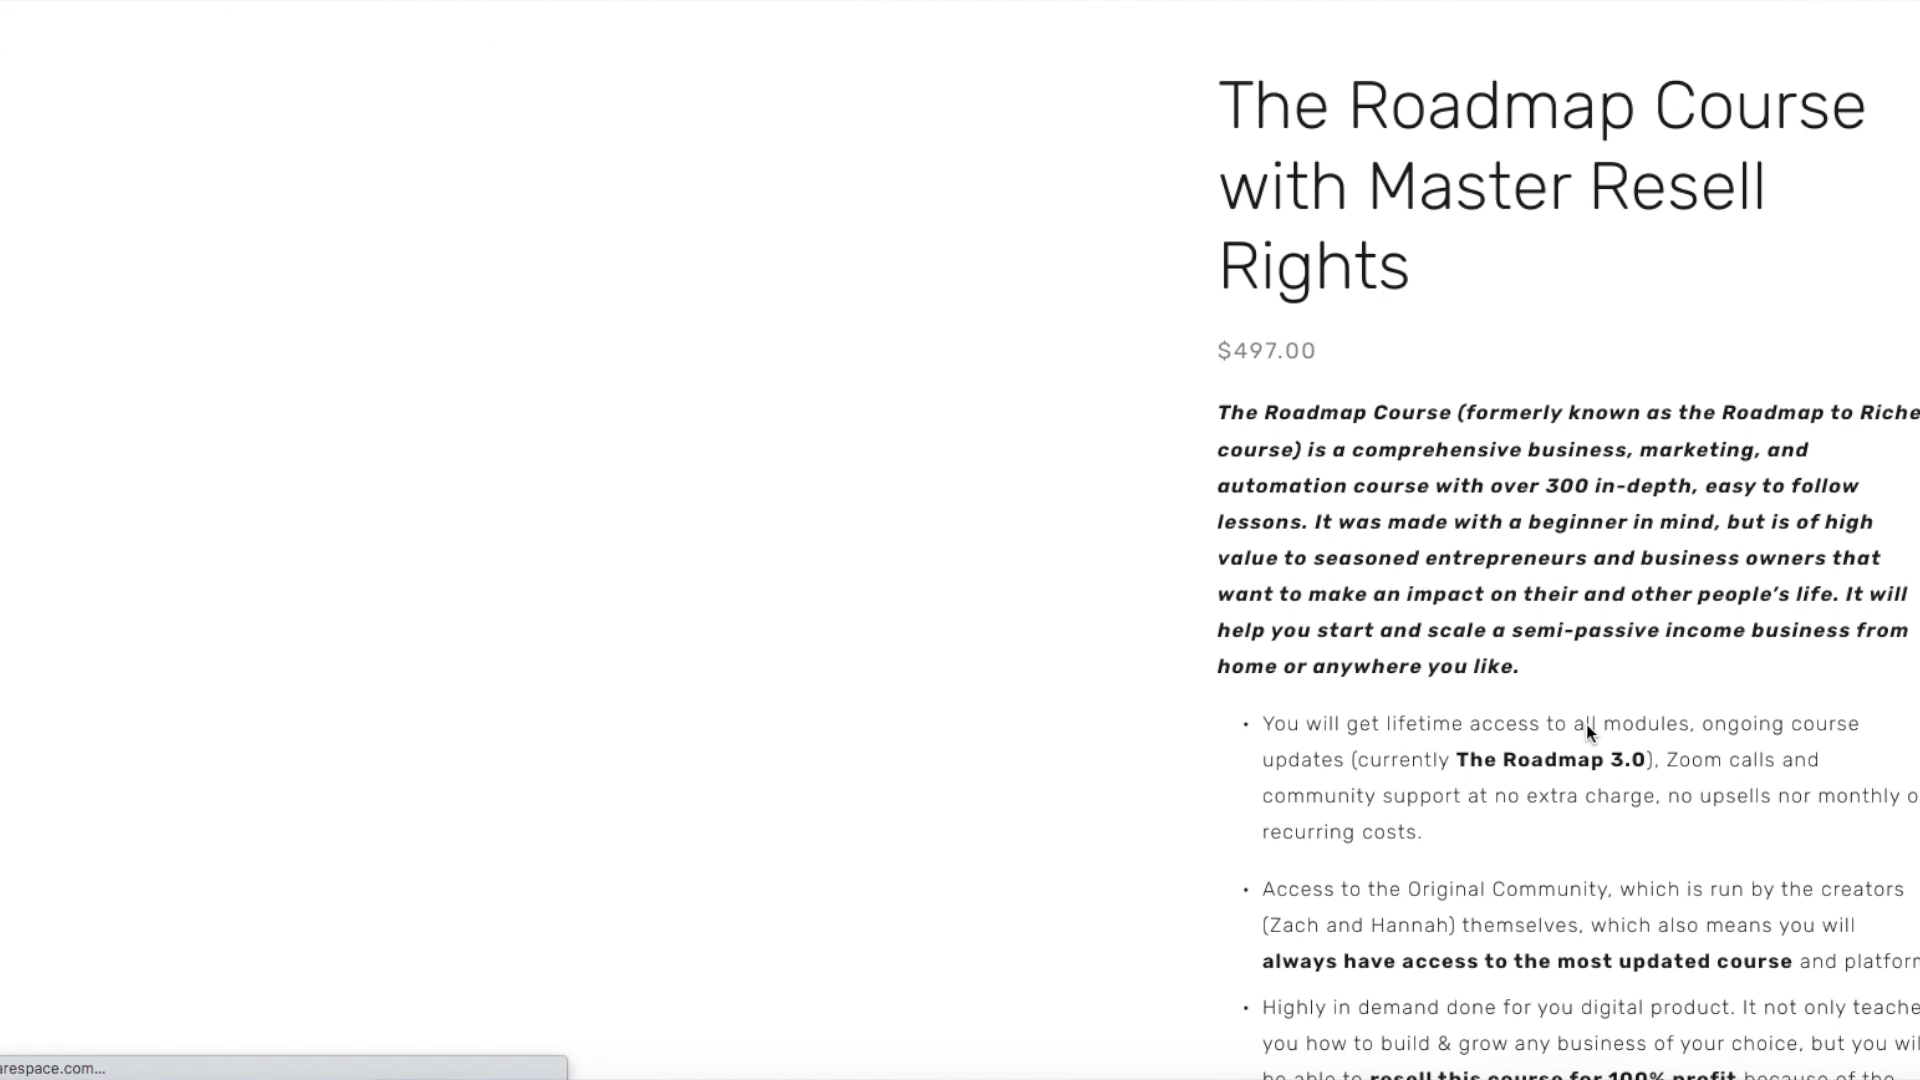 The Roadmap Course
with Master Resell
Rights
$497.00
The Roadmap Course (formerly known as the Roadmap to Riche
course) is a comprehensive business, marketing, and
automation course with over 300 in-depth, easy to follow
lessons. It was made with a beginner in mind, but is of high
value to seasoned entrepreneurs and business owners that
want to make an impact on their and other people’s life. It will
help you start and scale a semi-passive income business from
home or anywhere you like.
• You will get lifetime access to all modules, ongoing course
updates (currently The Roadmap 3.0), Zoom calls and
community support at no extra charge, no upsells nor monthly o
recurring costs.
• Access to the Original Community, which is run by the creators
(Zach and Hannah) themselves, which also means you will
always have access to the most updated course and platform
• Highly in demand done for you digital product. It not only teache
you how to build & grow any business of your choice, but you wil
be able to resell this course for 100% profit because of the
arespace.com...